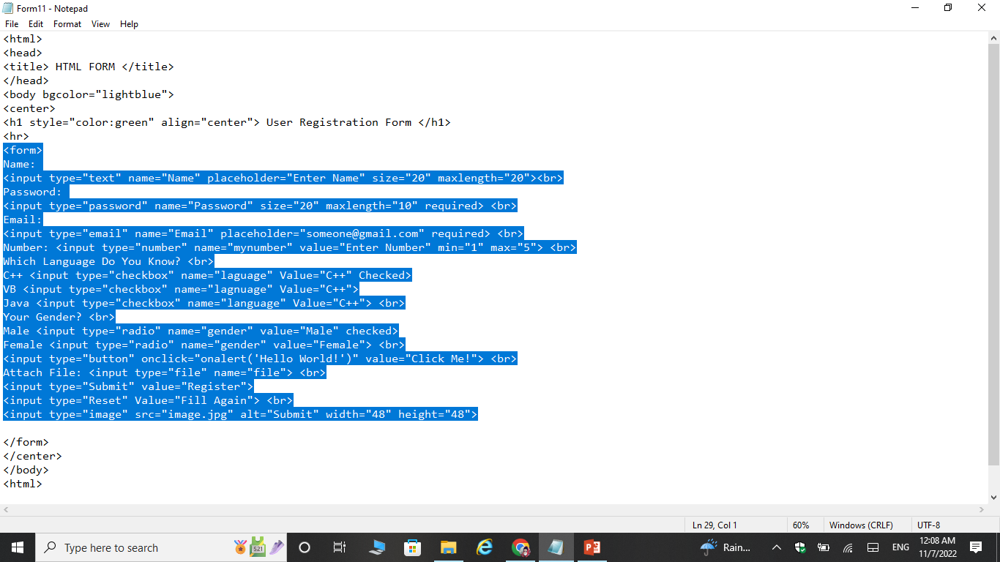 Form11 - Notepad
File Edit Format View Help
<html>
<head>
<title> HTML FORM </title>
</head>
<body bgcolor="lightblue">
<center>
<h1 style="color:green" align="center"> User Registration Form </h1>
<hr>
<form>
Name:
<input type="text" name="Name" placeholder="Enter Name" size="20" maxlength="20"><br>
Password:
<input type="password" name="Password" size="20" maxlength="10" required> <br>
Email:
<input type="email" name="Email" placeholder="someone@gmail.com" required> <br>
Number: <input type="number" name="mynumber" value="Enter Number" min="1" max="5"> <br>
Which Language Do You Know? <br>
C++ <input type="checkbox" name="laguage" Value="C++" Checked>
VB <input type="checkbox" name="lagnuage" Value="C++">
Java <input type="checkbox" name="language" Value="C++"> <br>
Your Gender? <br>
Male <input type="radio" name="gender" value="Male" checked>
Female <input type="radio" name="gender" value="Female"> <br>
<input type="button" onclick="onalert('Hello World!')" value="Click Me!"> <br>
Attach File: <input type="file" name="file"> <br>
<input type="Submit" value="Register">
<input type="Reset" Value="Fill Again"> <br>
<input type="image" src="image.jpg" alt="Submit" width="48" height="48">
</form>
</center>
</body>
<html>
Ln 29, Col 1 60% Windows (CRLF) UTF-8
Type here to search 521 Rain... ENG 12:08 AM
11/7/2022